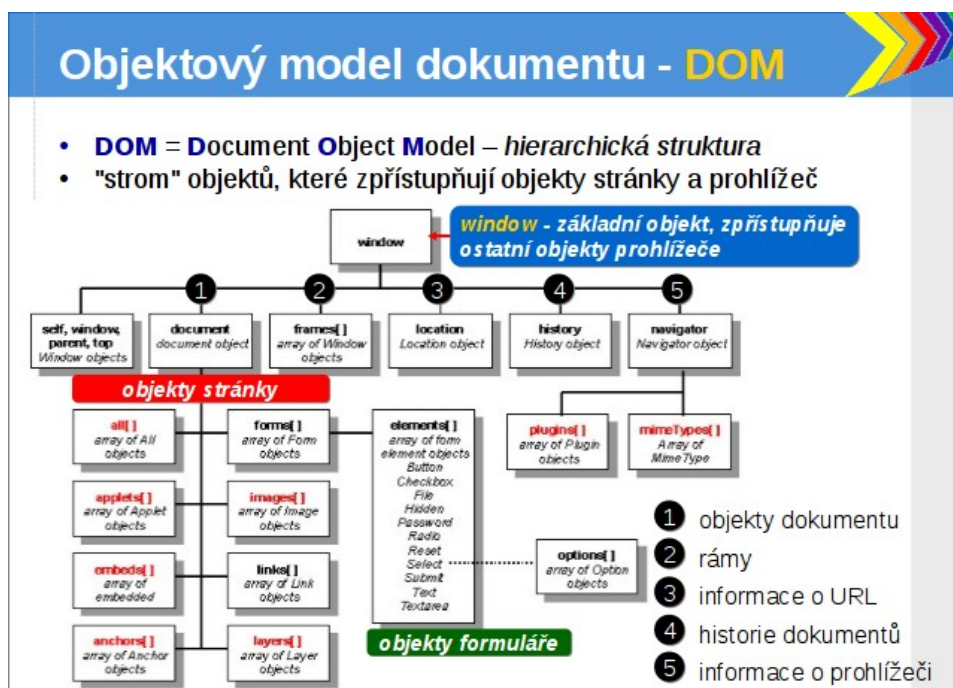 Objektový model dokumentu - DOM
• DOM = Document Object Model – hierarchická struktura
• "strom" objektů, které zpřístupňují objekty stránky a prohlížeč
window
window - základní objekt, zpřístupňuje
ostatní objekty prohlížeče
1 2 3 4 5
self, window,
parent, top
Window objects
document
document object
frames[ ]
array of Window
objects
location
Location object
history
History object
navigator
Navigator object
objekty stránky
all[ ]
array of All
objects
forms[ ]
array of Form
objects
elements[ ]
array of form
element objects
Button
Checkbox
File
Hidden
Password
Radio
Reset
Select
Submit
Text
Textarea
plugins[ ]
array of Plugin
objects
mimeTypes[ ]
Array of
MimeType
applets[ ]
array of Applet
objects
images[ ]
array of Image
objects
embeds[ ]
array of
embedded
links[ ]
array of Link
objects
options[ ]
array of Option
objects
anchors[ ]
array of Anchor
objects
layers[ ]
array of Layer
objects
objekty formuláře
1 objekty dokumentu
2 rámy
3 informace o URL
4 historie dokumentů
5 informace o prohlížeči